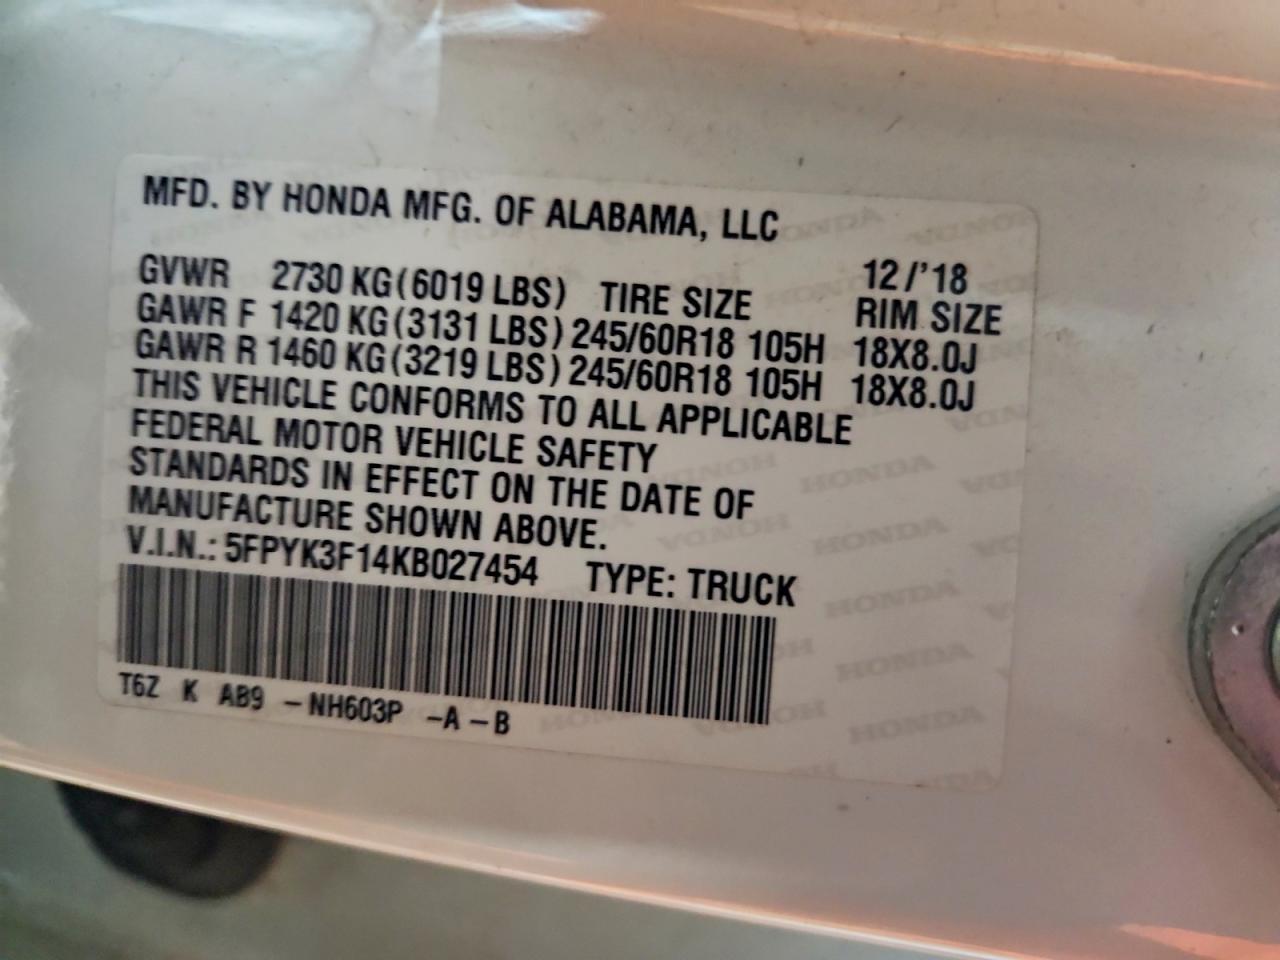 MFD. BY HONDA MFG. OF ALABAMA, LLC
12/'18
GVWR 2730 KG(6019 LBS) TIRE SIZE RIM SIZE
GAWR F 1420 KG(3131 LBS) 245/60R18 105H 18X8.0J
GAWR R 1460 KG(3219 LBS) 245/60R18 105H 18X8.0J
THIS VEHICLE CONFORMS TO ALL APPLICABLE
FEDERAL MOTOR VEHICLE SAFETY
STANDARDS IN EFFECT ON THE DATE OF
MANUFACTURE SHOWN ABOVE.
V.I.N.: 5FPYK3F14KB027454 TYPE: TRUCK
T6Z K AB9 -NH603P -A -B